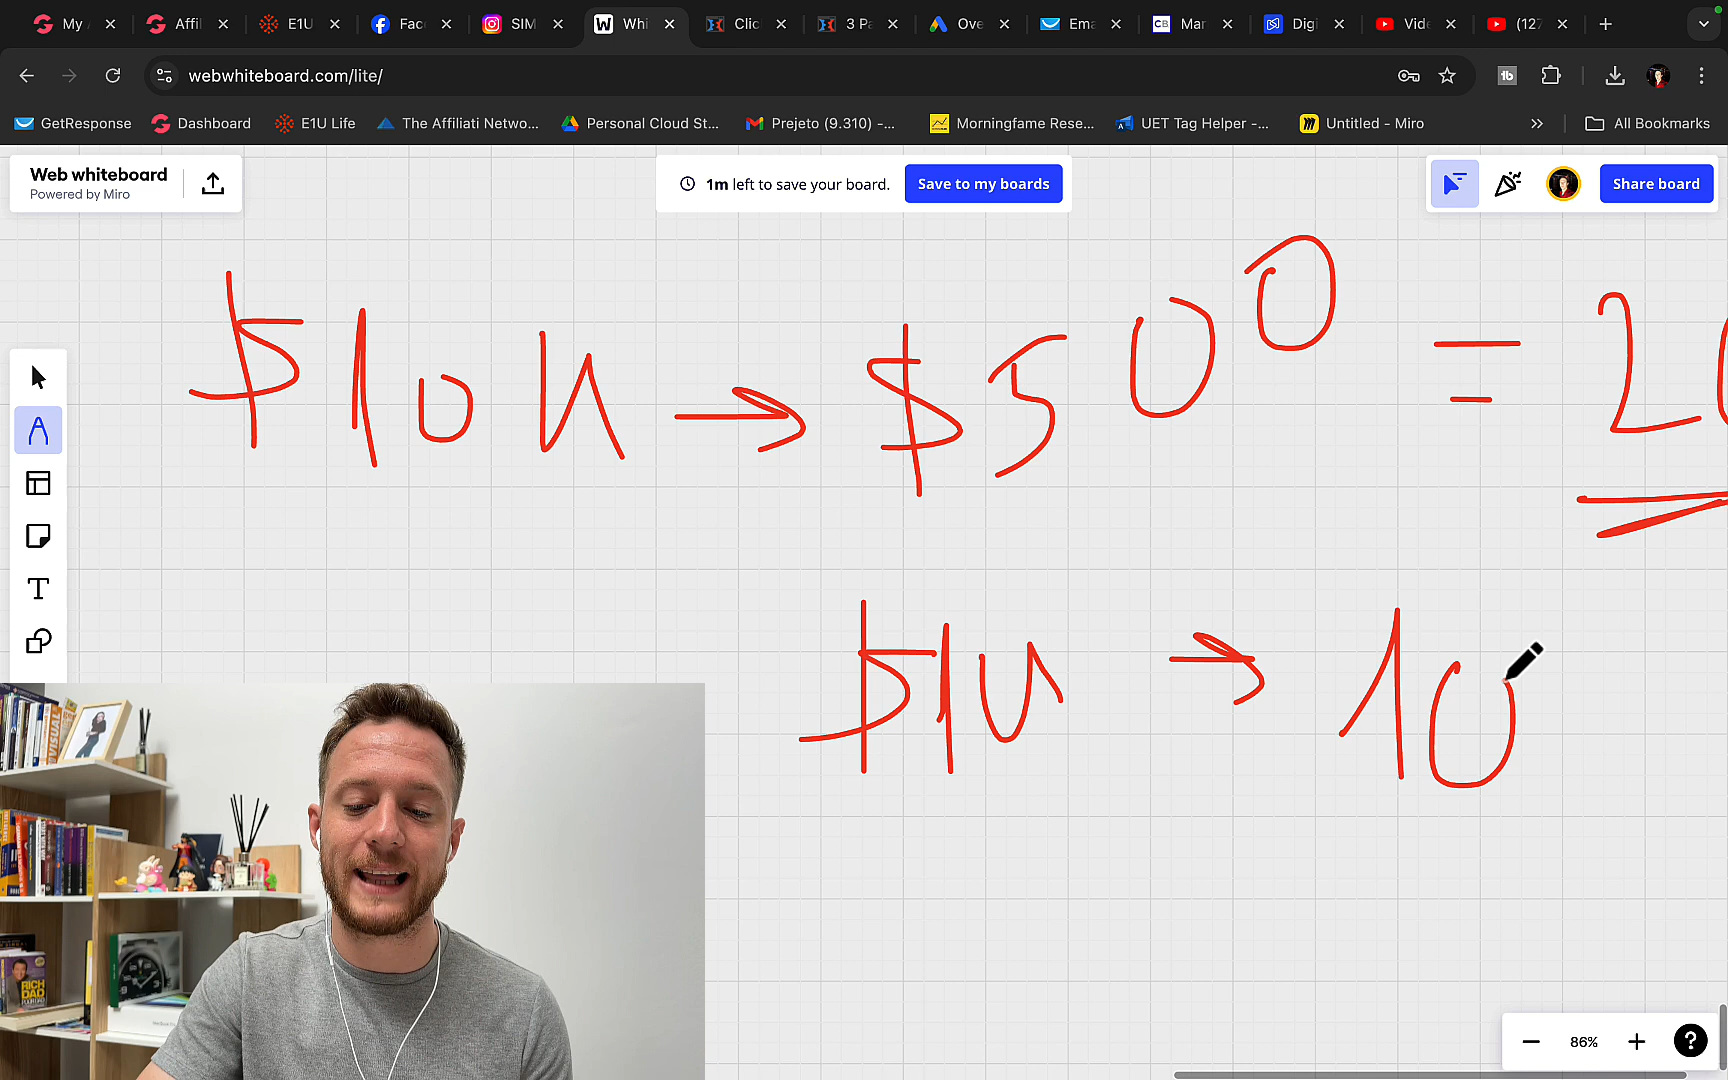 My
Affil
E1U
Fac
SIM
Whi
Clic
3 Pa
Ove
Ema
Mar
Digi
Vide
(127
webwhiteboard.com/lite/
GetResponse
Dashboard
E1U Life
The Affiliati Netwo...
Personal Cloud St...
Prejeto (9.310) -...
Morningfame Rese...
UET Tag Helper -...
Untitled - Miro
All Bookmarks
Web whiteboard
Powered by Miro
1m left to save your board.
Save to my boards
Share board
$10K → $500 = 20
$1K → 10
RICH DAD
86%